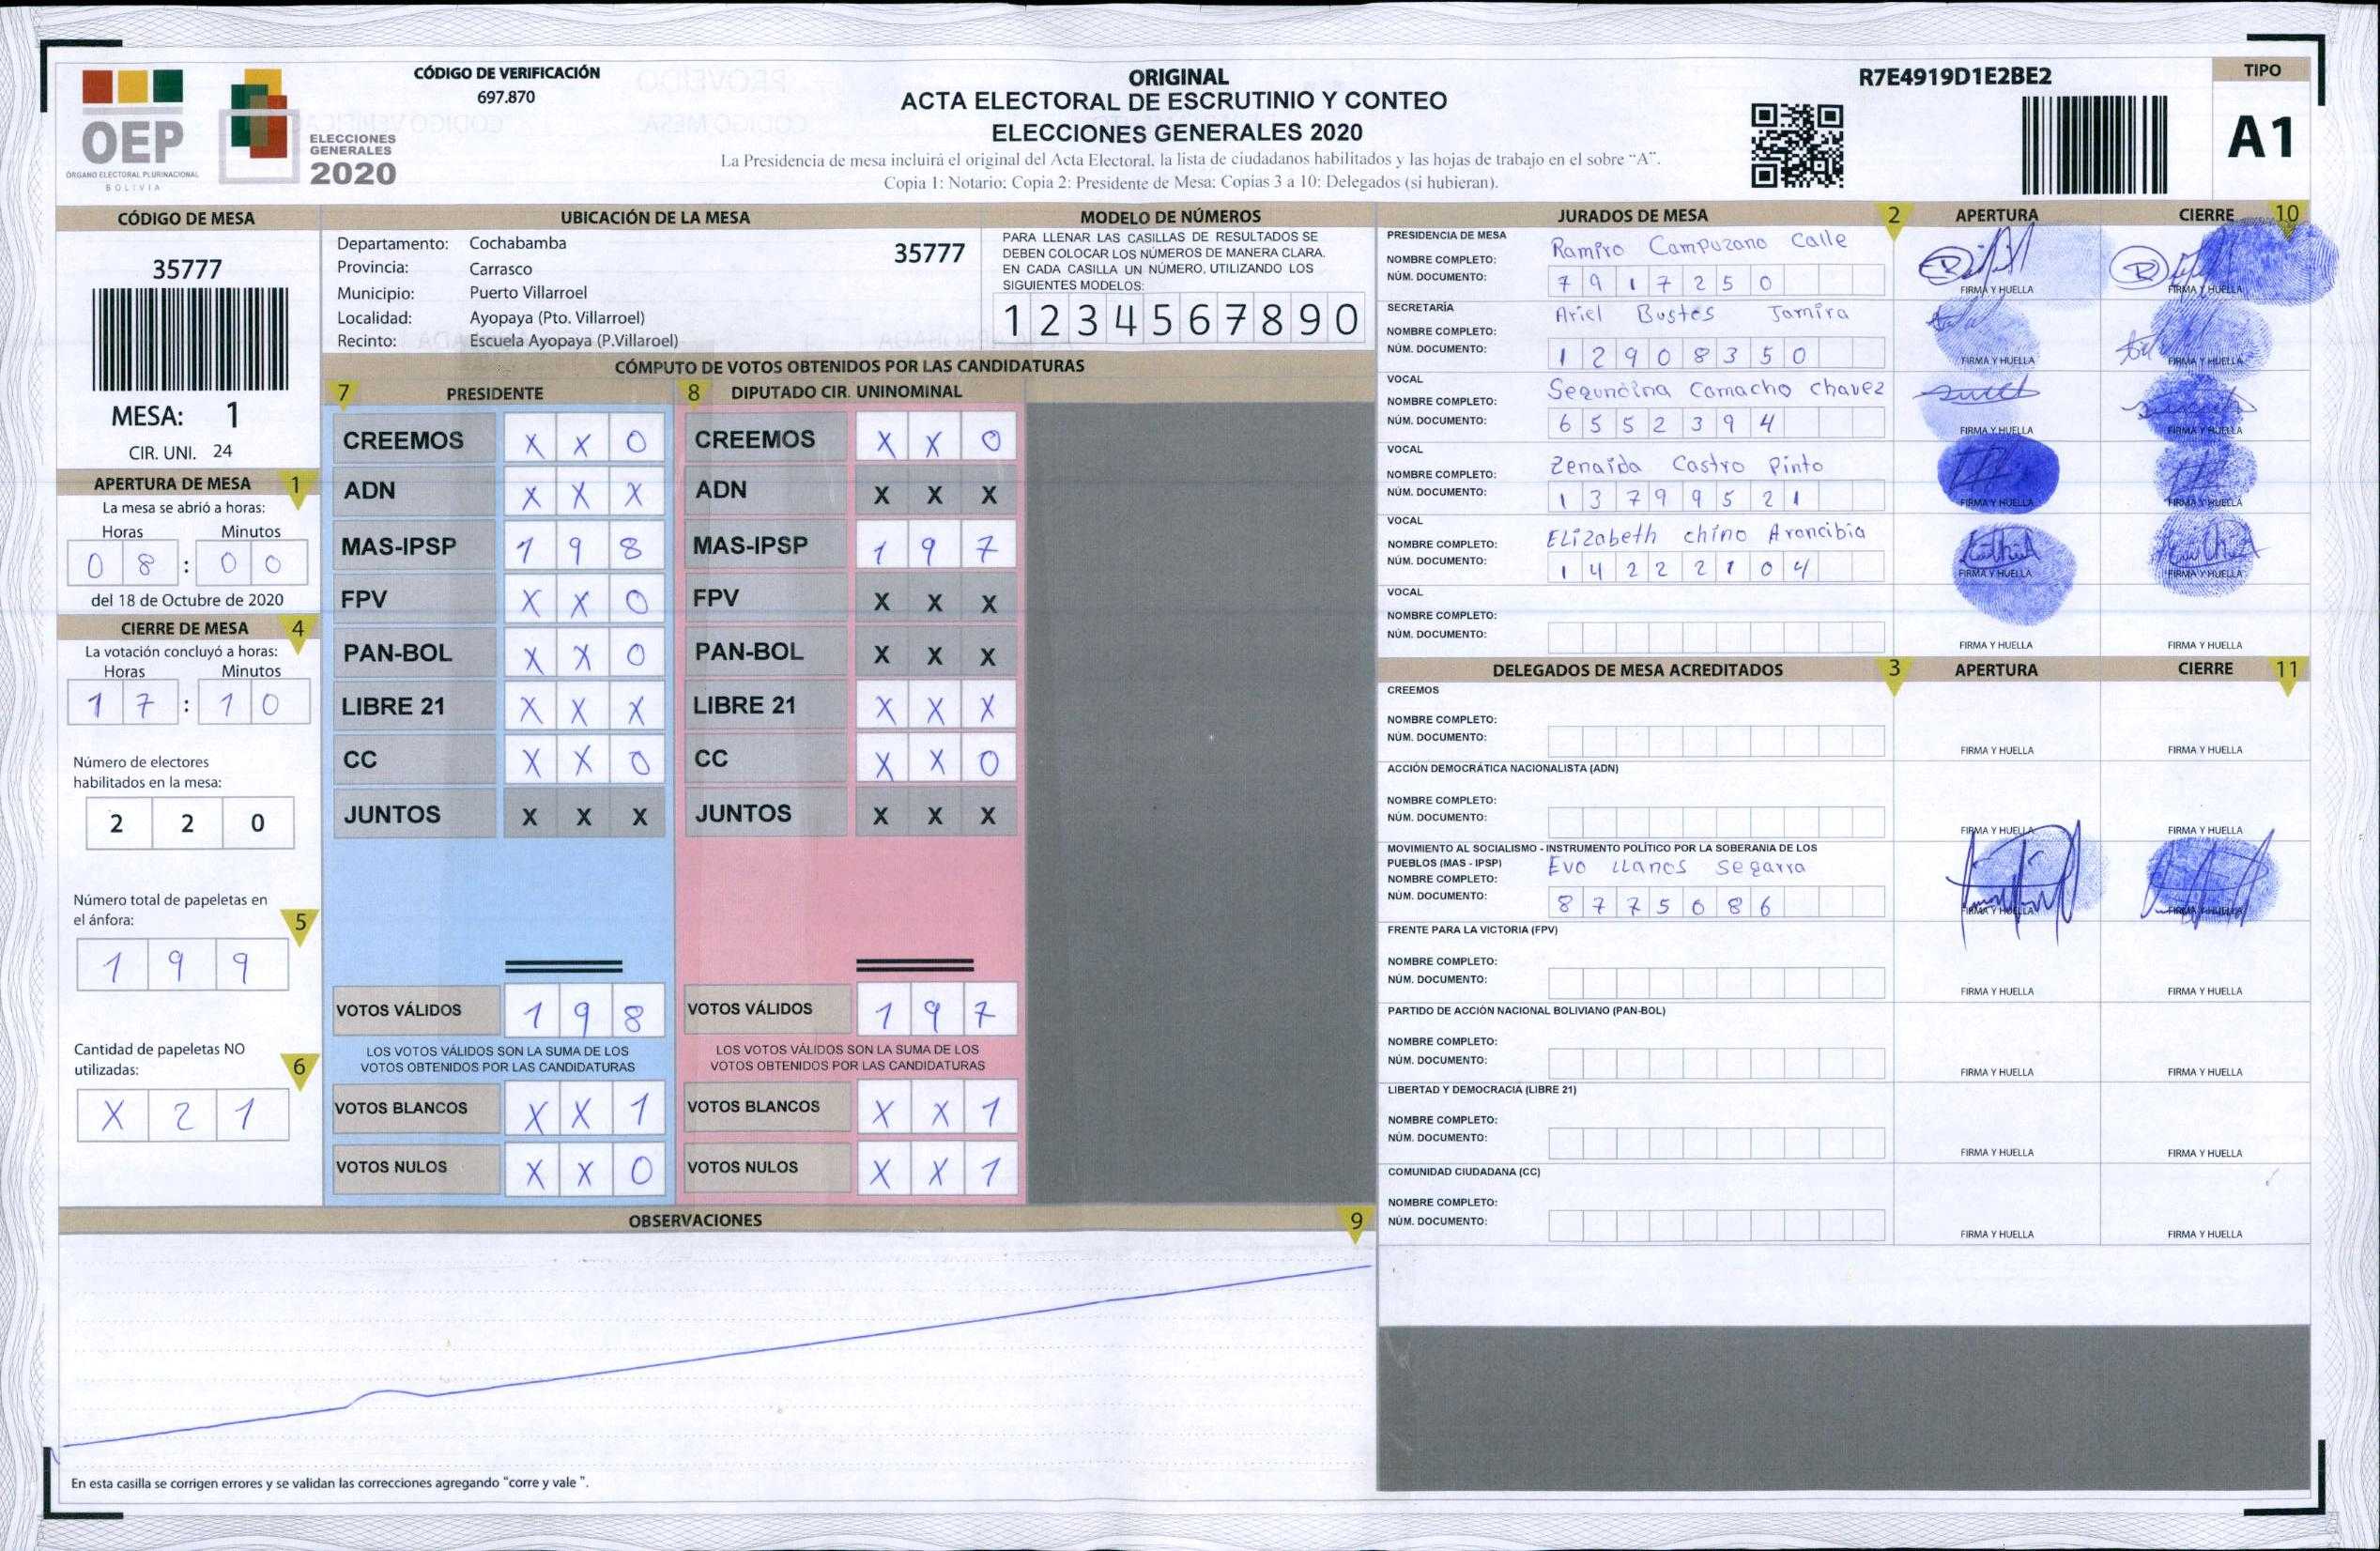 OEP
ÓRGANO ELECTORAL PLURINACIONAL
BOLIVIA
ELECCIONES
GENERALES
2020
CÓDIGO DE VERIFICACIÓN
697.870
ORIGINAL
ACTA ELECTORAL DE ESCRUTINIO Y CONTEO
ELECCIONES GENERALES 2020
La Presidencia de mesa incluirá el original del Acta Electoral, la lista de ciudadanos habilitados y las hojas de trabajo en el sobre "A".
Copia 1: Notario; Copia 2: Presidente de Mesa; Copias 3 a 10: Delegados (si hubieran).
R7E4919D1E2BE2
TIPO
A1
CÓDIGO DE MESA
35777
MESA: 1
CIR. UNI. 24
APERTURA DE MESA 1
La mesa se abrió a horas:
Horas Minutos
0 8 : 0 0
del 18 de Octubre de 2020
CIERRE DE MESA 4
La votación concluyó a horas:
Horas Minutos
1 7 : 1 0
Número de electores
habilitados en la mesa:
2 2 0
Número total de papeletas en
el ánfora: 5
1 9 9
Cantidad de papeletas NO
utilizadas: 6
X 2 1
UBICACIÓN DE LA MESA
Departamento: Cochabamba
35777
Provincia: Carrasco
Municipio: Puerto Villarroel
Localidad: Ayopaya (Pto. Villarroel)
Recinto: Escuela Ayopaya (P.Villaroel)
MODELO DE NÚMEROS
PARA LLENAR LAS CASILLAS DE RESULTADOS SE
DEBEN COLOCAR LOS NÚMEROS DE MANERA CLARA.
EN CADA CASILLA UN NÚMERO, UTILIZANDO LOS
SIGUIENTES MODELOS:
1 2 3 4 5 6 7 8 9 0
CÓMPUTO DE VOTOS OBTENIDOS POR LAS CANDIDATURAS
7 PRESIDENTE
CREEMOS X X 0
ADN X X X
MAS-IPSP 1 9 8
FPV X X 0
PAN-BOL X X 0
LIBRE 21 X X X
CC X X 0
JUNTOS X X X
VOTOS VÁLIDOS 1 9 8
LOS VOTOS VÁLIDOS SON LA SUMA DE LOS
VOTOS OBTENIDOS POR LAS CANDIDATURAS
VOTOS BLANCOS X X 1
VOTOS NULOS X X 0
8 DIPUTADO CIR. UNINOMINAL
CREEMOS X X 0
ADN X X X
MAS-IPSP 1 9 7
FPV X X X
PAN-BOL X X X
LIBRE 21 X X X
CC X X 0
JUNTOS X X X
VOTOS VÁLIDOS 1 9 7
LOS VOTOS VÁLIDOS SON LA SUMA DE LOS
VOTOS OBTENIDOS POR LAS CANDIDATURAS
VOTOS BLANCOS X X 1
VOTOS NULOS X X 1
OBSERVACIONES 9
En esta casilla se corrigen errores y se validan las correcciones agregando "corre y vale ".
JURADOS DE MESA 2 APERTURA CIERRE 10
PRESIDENCIA DE MESA
NOMBRE COMPLETO: Ramiro Campuzano Calle
NÚM. DOCUMENTO: 7 9 1 7 2 5 0
FIRMA Y HUELLA FIRMA Y HUELLA
SECRETARÍA
NOMBRE COMPLETO: Ariel Bustos Jamira
NÚM. DOCUMENTO: 1 2 9 0 8 3 5 0
FIRMA Y HUELLA FIRMA Y HUELLA
VOCAL
NOMBRE COMPLETO: Segundina Camacho chavez
NÚM. DOCUMENTO: 6 5 5 2 3 9 4
FIRMA Y HUELLA FIRMA Y HUELLA
VOCAL
NOMBRE COMPLETO: Zenaida Castro Pinto
NÚM. DOCUMENTO: 1 3 7 9 9 5 2 1
FIRMA Y HUELLA FIRMA Y HUELLA
VOCAL
NOMBRE COMPLETO: Elizabeth chino Arancibia
NÚM. DOCUMENTO: 1 4 2 2 2 1 0 4
FIRMA Y HUELLA FIRMA Y HUELLA
VOCAL
NOMBRE COMPLETO:
NÚM. DOCUMENTO:
FIRMA Y HUELLA FIRMA Y HUELLA
DELEGADOS DE MESA ACREDITADOS 3 APERTURA CIERRE 11
CREEMOS
NOMBRE COMPLETO:
NÚM. DOCUMENTO:
FIRMA Y HUELLA FIRMA Y HUELLA
ACCIÓN DEMOCRÁTICA NACIONALISTA (ADN)
NOMBRE COMPLETO:
NÚM. DOCUMENTO:
FIRMA Y HUELLA FIRMA Y HUELLA
MOVIMIENTO AL SOCIALISMO - INSTRUMENTO POLÍTICO POR LA SOBERANIA DE LOS
PUEBLOS (MAS - IPSP)
NOMBRE COMPLETO: Evo LLanos Segarra
NÚM. DOCUMENTO: 8 7 7 5 0 8 6
FIRMA Y HUELLA FIRMA Y HUELLA
FRENTE PARA LA VICTORIA (FPV)
NOMBRE COMPLETO:
NÚM. DOCUMENTO:
FIRMA Y HUELLA FIRMA Y HUELLA
PARTIDO DE ACCIÓN NACIONAL BOLIVIANO (PAN-BOL)
NOMBRE COMPLETO:
NÚM. DOCUMENTO:
FIRMA Y HUELLA FIRMA Y HUELLA
LIBERTAD Y DEMOCRACIA (LIBRE 21)
NOMBRE COMPLETO:
NÚM. DOCUMENTO:
FIRMA Y HUELLA FIRMA Y HUELLA
COMUNIDAD CIUDADANA (CC)
NOMBRE COMPLETO:
NÚM. DOCUMENTO:
FIRMA Y HUELLA FIRMA Y HUELLA